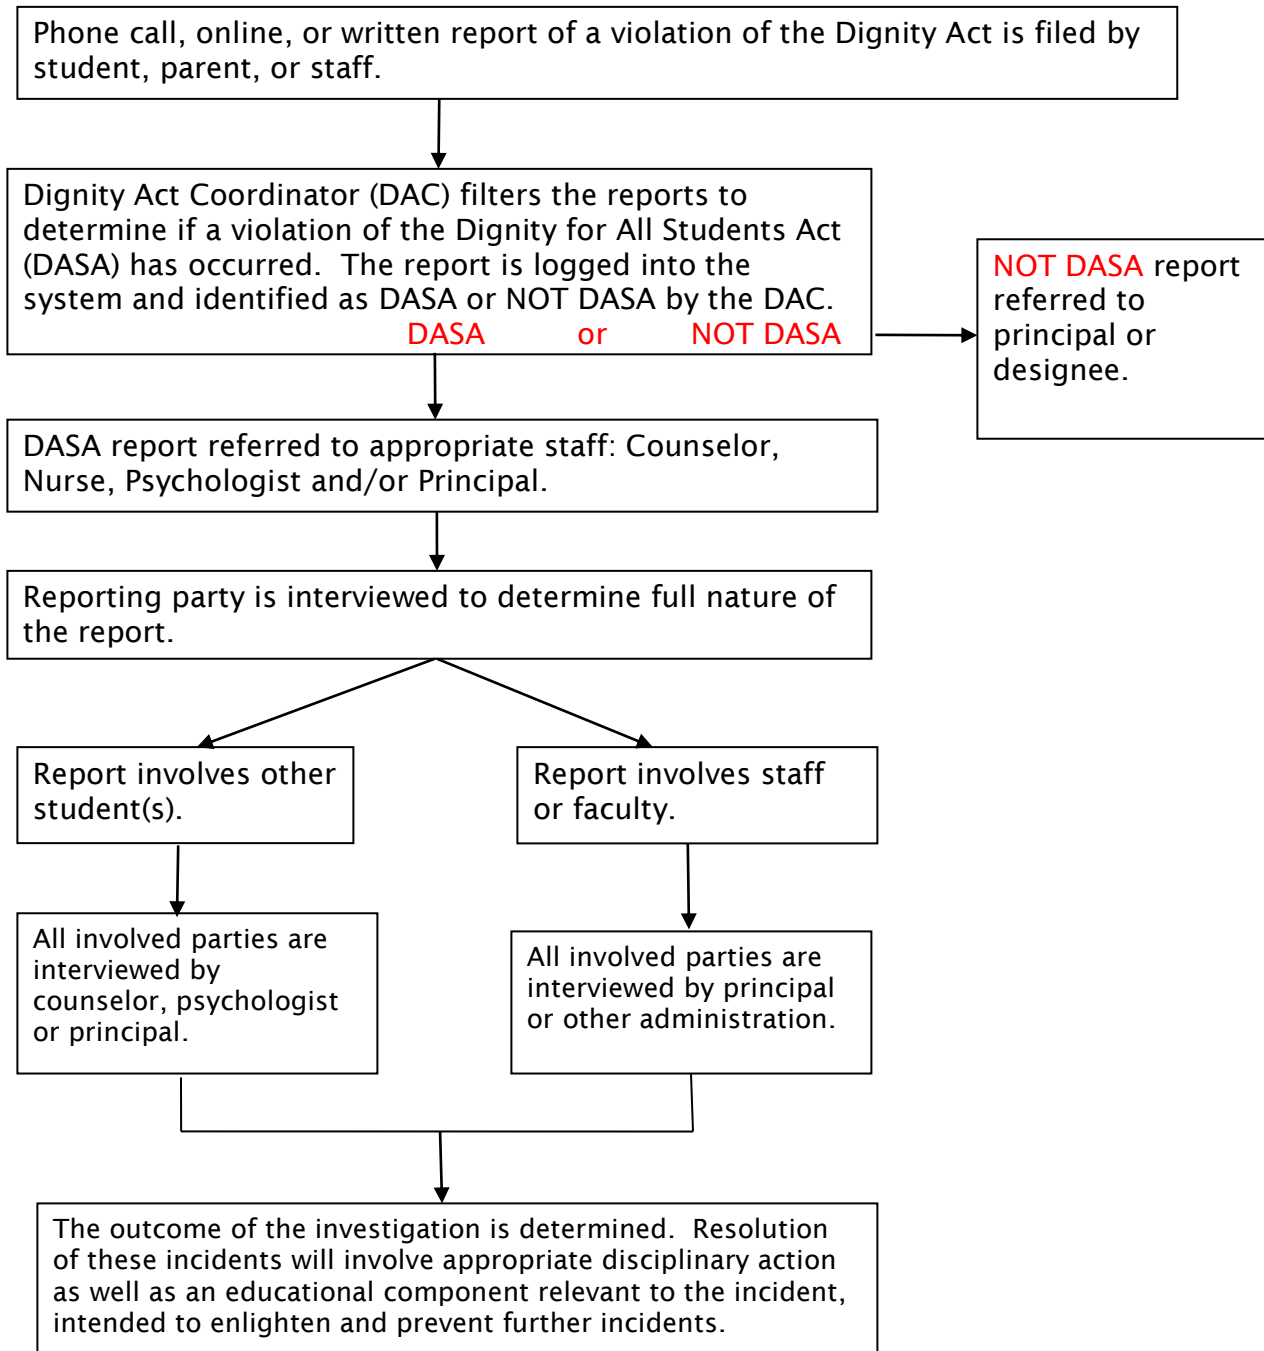 Phone call, online, or written report of a violation of the Dignity Act is filed by
student, parent, or staff.
Dignity Act Coordinator (DAC) filters the reports to
determine if a violation of the Dignity for All Students Act
(DASA) has occurred.  The report is logged into the
system and identified as DASA or NOT DASA by the DAC.
DASA or NOT DASA
NOT DASA report
referred to
principal or
designee.
DASA report referred to appropriate staff: Counselor,
Nurse, Psychologist and/or Principal.
Reporting party is interviewed to determine full nature of
the report.
Report involves other
student(s).
Report involves staff
or faculty.
All involved parties are
interviewed by
counselor, psychologist
or principal.
All involved parties are
interviewed by principal
or other administration.
The outcome of the investigation is determined.  Resolution
of these incidents will involve appropriate disciplinary action
as well as an educational component relevant to the incident,
intended to enlighten and prevent further incidents.